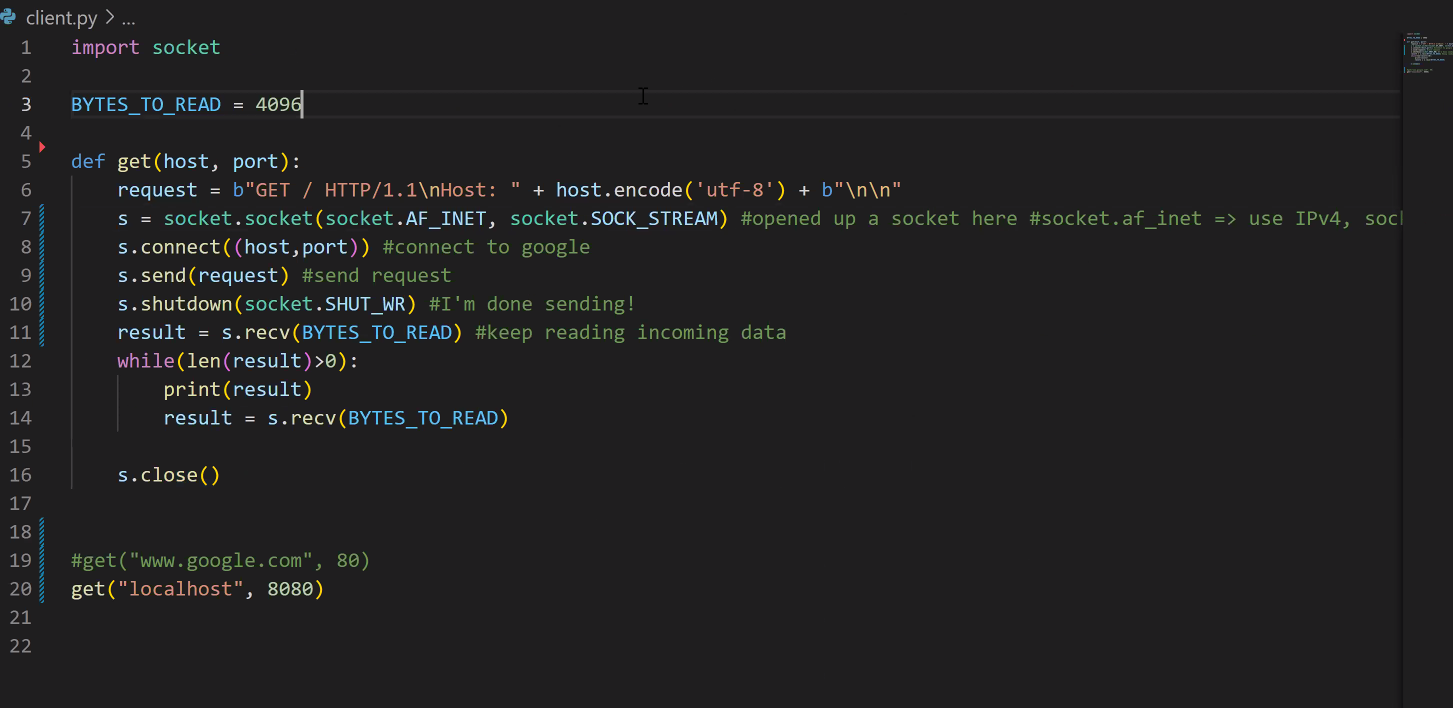 client.py > ...
1 import socket
2
3 BYTES_TO_READ = 4096
4
5 def get(host, port):
6     request = b"GET / HTTP/1.1\nHost: " + host.encode('utf-8') + b"\n\n"
7     s = socket.socket(socket.AF_INET, socket.SOCK_STREAM) #opened up a socket here #socket.af_inet => use IPv4,
8     s.connect((host,port)) #connect to google
9     s.send(request) #send request
10     s.shutdown(socket.SHUT_WR) #I'm done sending!
11     result = s.recv(BYTES_TO_READ) #keep reading incoming data
12     while(len(result)>0):
13         print(result)
14         result = s.recv(BYTES_TO_READ)
15
16     s.close()
17
18
19 #get("www.google.com", 80)
20 get("localhost", 8080)
21
22